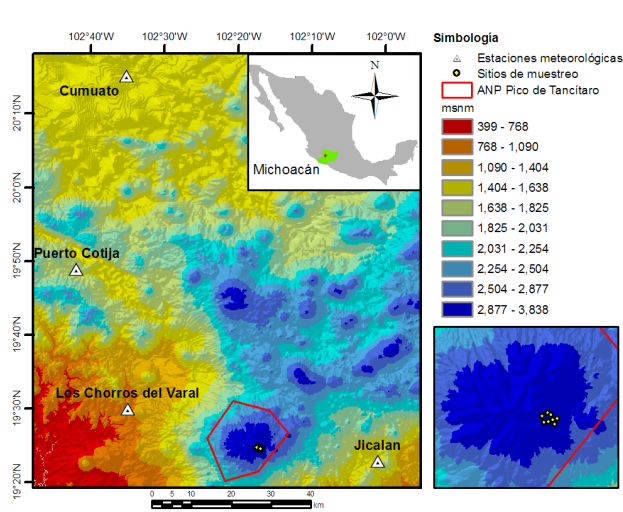 102°40'W 102°30'W 102°20'W 102°10'W 102°0'W
20°10'N
20°0'N
19°50'N
19°40'N
19°30'N
19°20'N
Cumuato
Puerto Cotija
Los Chorros del Varal
Jicalan
N
Michoacán
0 5 10 20 30 40
km
Simbología
Estaciones meteorológicas
Sitios de muestreo
ANP Pico de Tancítaro
msnm
399 - 768
768 - 1,090
1,090 - 1,404
1,404 - 1,638
1,638 - 1,825
1,825 - 2,031
2,031 - 2,254
2,254 - 2,504
2,504 - 2,877
2,877 - 3,838